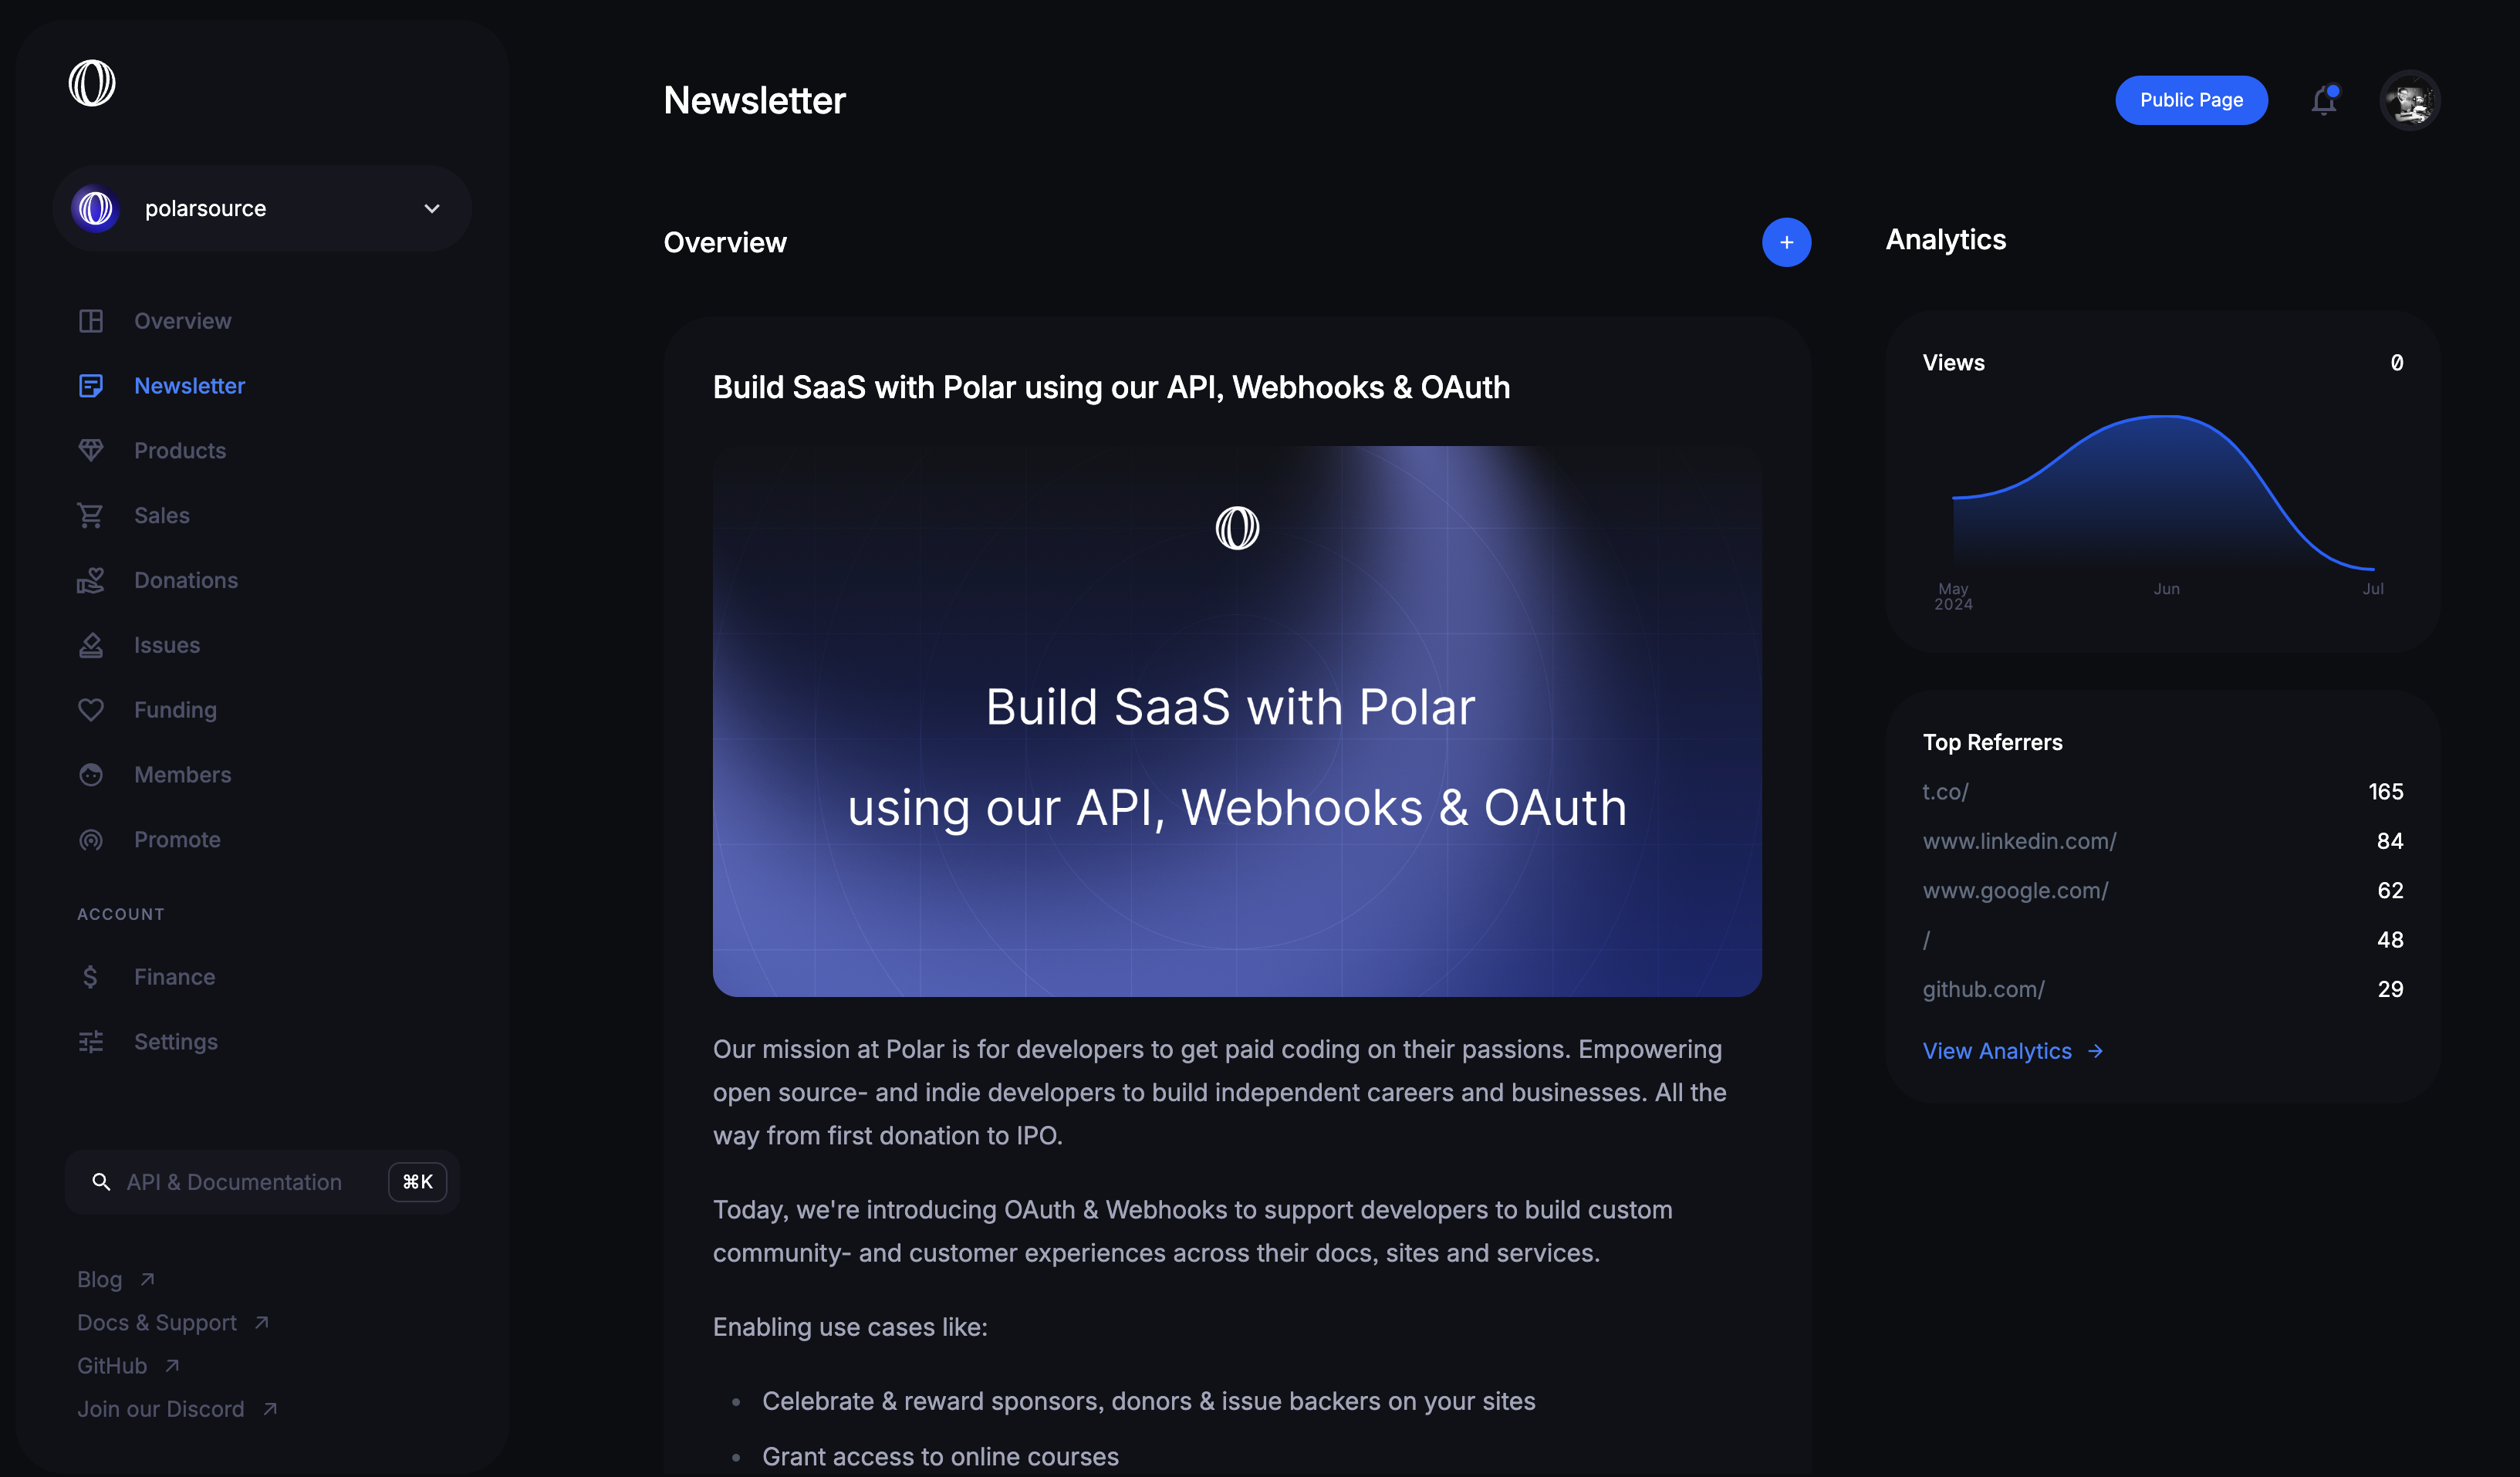 polarsource
Overview
Newsletter
Products
Sales
Donations
Issues
Funding
Members
Promote
ACCOUNT
Finance
Settings
API & Documentation
⌘K
Blog
Docs & Support
GitHub
Join our Discord
Newsletter
Public Page
Overview
+
Build SaaS with Polar using our API, Webhooks & OAuth
Build SaaS with Polar
using our API, Webhooks & OAuth
Our mission at Polar is for developers to get paid coding on their passions. Empowering
open source- and indie developers to build independent careers and businesses. All the
way from first donation to IPO.
Today, we're introducing OAuth & Webhooks to support developers to build custom
community- and customer experiences across their docs, sites and services.
Enabling use cases like:
• Celebrate & reward sponsors, donors & issue backers on your sites
• Grant access to online courses
Analytics
Views 0
May Jun Jul
2024
Top Referrers
t.co/ 165
www.linkedin.com/ 84
www.google.com/ 62
/ 48
github.com/ 29
View Analytics →